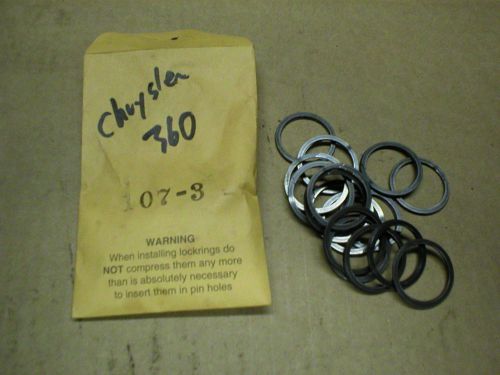 Chrysler
360
107-3
WARNING
When installing lockrings do
NOT compress them any more
than is absolutely necessary
to insert them in pin holes